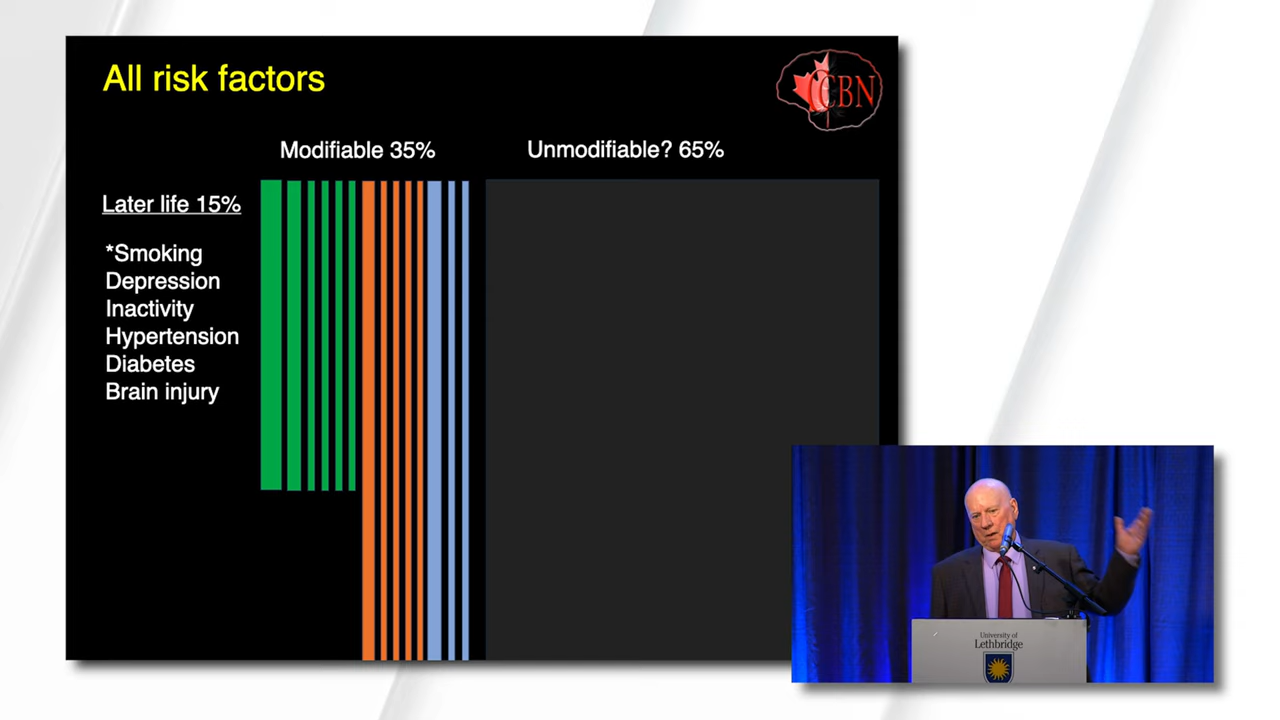 All risk factors
CBN
Modifiable 35%
Unmodifiable? 65%
Later life 15%
*Smoking
Depression
Inactivity
Hypertension
Diabetes
Brain injury
University of
Lethbridge